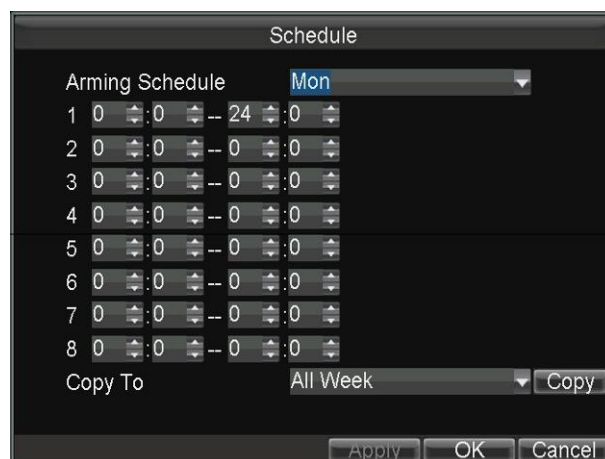 Schedule
Arming Schedule Mon
1 0 :0 -- 24 :0
2 0 :0 -- 0 :0
3 0 :0 -- 0 :0
4 0 :0 -- 0 :0
5 0 :0 -- 0 :0
6 0 :0 -- 0 :0
7 0 :0 -- 0 :0
8 0 :0 -- 0 :0
Copy To All Week Copy
Apply OK Cancel